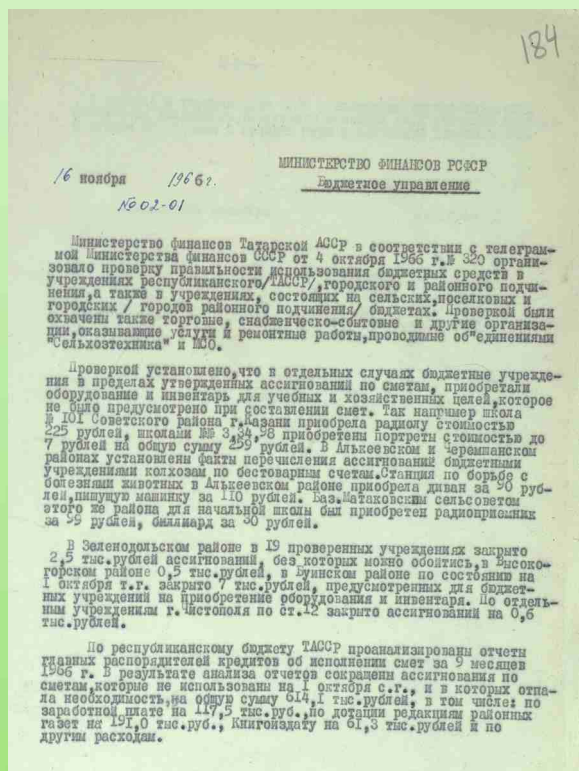 184
МИНИСТЕРСТВО ФИНАНСОВ РСФСР
16 ноября 1966г.
Бюджетное управление
№ 02-01
Министерство финансов Татарской АССР в соответствии с телеграм-
мой Министерства финансов СССР от 4 октября 1966 г.№ 320 органи-
зовало проверку правильности использования бюджетных средств в
учреждениях республиканского/ТАССР/,городского и районного подчи-
нения,а также в учреждениях, состоящих на сельских,поселковых и
городских / городов районного подчинения/ бюджетах. Проверкой были
охвачены также торговые, снабженческо-сбытовые и другие организа-
ции,оказывающие услуги и ремонтные работы,проводимые об"единениями
"Сельхозтехника" и МСО.
Проверкой установлено,что в отдельных случаях бюджетные учрежде-
ния в пределах утвержденных ассигнований по сметам, приобретали
оборудование и инвентарь для учебных и хозяйственных целей,которое
не было предусмотрено при составлении смет. Так например школа
№ 101 Советского района г.Казани приобрела радиолу стоимостью
225 рублей, школами №№ 3,84,98 приобретены портреты стоимостью до
7 рублей на общую сумму 259 рублей. В Алькеевском и Черемшанском
районах установлены факты перечисления ассигнований бюджетными
учреждениями колхозам по бестоварным счетам.Станция по борьбе с
болезнями животных в Алькеевском районе приобрела диван за 90 руб-
лей,пишущую машинку за 110 рублей. Баз.Матаковским сельсоветом
этого же района для начальной школы был приобретен радиоприемник
за 99 рублей, биллиард за 30 рублей.
В Зеленодольском районе в 19 проверенных учреждениях закрыто
2,5 тыс.рублей ассигнований, без которых можно обойтись,в Высоко-
горском районе 0,5 тыс.рублей, в Буинском районе по состоянию на
1 октября т.г. закрыто 7 тыс.рублей, предусмотренных для бюджет-
ных учреждений на приобретение оборудования и инвентаря. По отдель-
ным учреждениям г.Чистополя по ст.12 закрыто ассигнований на 0,6
тыс.рублей.
По республиканскому бюджету ТАССР проанализированы отчеты
главных распорядителей кредитов об исполнении смет за 9 месяцев
1966 г. В результате анализа отчетов сокращены ассигнования по
сметам,которые не использованы на 1 октября с.г., и в которых отпа-
ла необходимость,на общую сумму 614,1 тыс.рублей, в том числе: по
заработной плате на 117,5 тыс.руб.,по дотации редакциям районных
газет на 191,0 тыс.руб., Книгоиздату на 61,3 тыс.рублей и по
другим расходам.